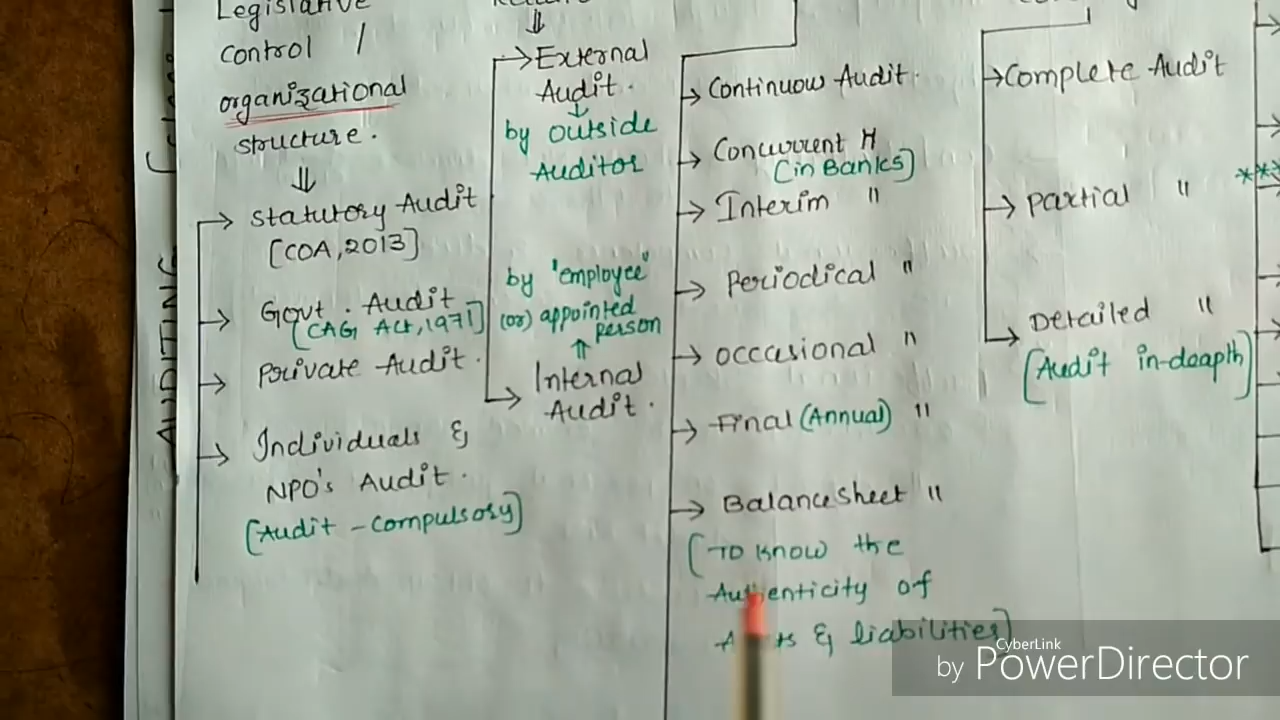 Legislative
control /
organizational
structure.
⇓
→ Statutory Audit
[COA, 2013]
→ Govt. Audit
[CAG Act, 1971]
→ Private Audit.
→ Individuals &
NPO's Audit.
[Audit - compulsory]
AUDITING
⇓
→ External
Audit.
↓
by outside
Auditor
by 'employee'
(or) appointed
person
⇑
→ Internal
Audit.
→ Continuous Audit.
→ Concurrent "
[in Banks]
→ Interim "
→ Periodical "
→ occasional "
→ Final (Annual) "
→ Balance Sheet "
[To know the
Authenticity of
& liabilities]
→ Complete Audit
→ partial "
→ Detailed "
[Audit in-deapth]
**
CyberLink
by PowerDirector